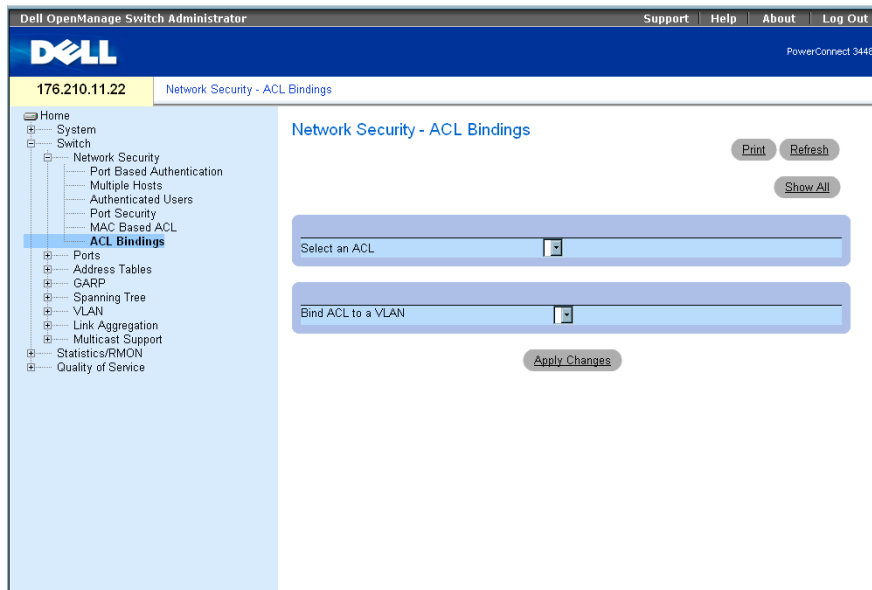 Dell OpenManage Switch Administrator
Support Help About Log Out
DELL
PowerConnect 3448
176.210.11.22
Network Security - ACL Bindings
Home
System
Switch
Network Security
Port Based Authentication
Multiple Hosts
Authenticated Users
Port Security
MAC Based ACL
ACL Bindings
Ports
Address Tables
GARP
Spanning Tree
VLAN
Link Aggregation
Multicast Support
Statistics/RMON
Quality of Service
Network Security - ACL Bindings
Print Refresh
Show All
Select an ACL
Bind ACL to a VLAN
Apply Changes